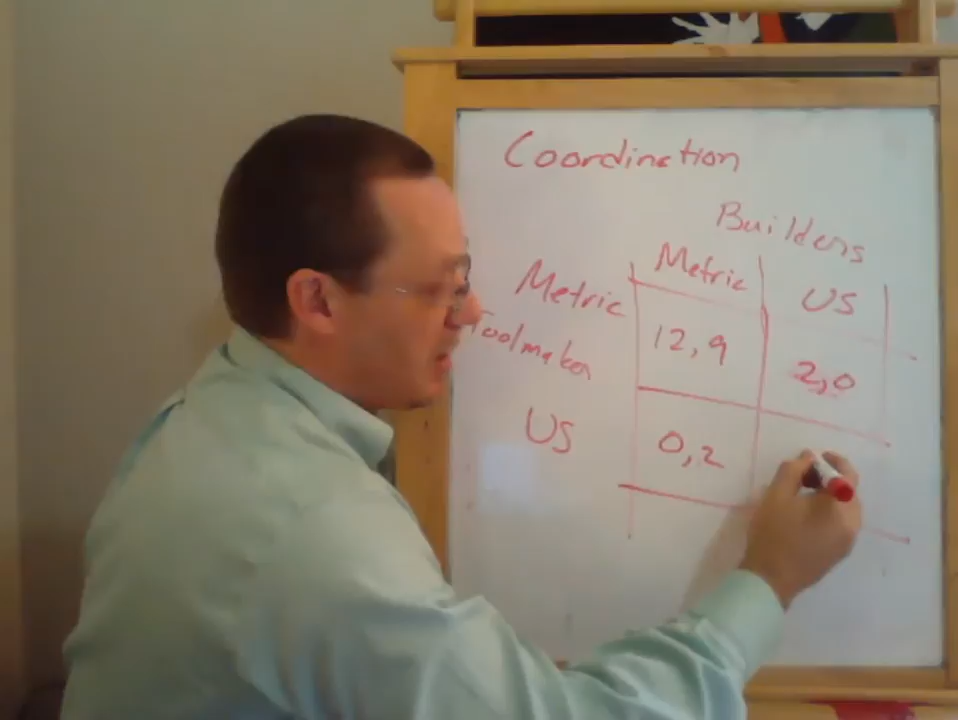 Coordination
Builders
Metric US
Metric 12,9 2,0
Toolmaker
US 0,2